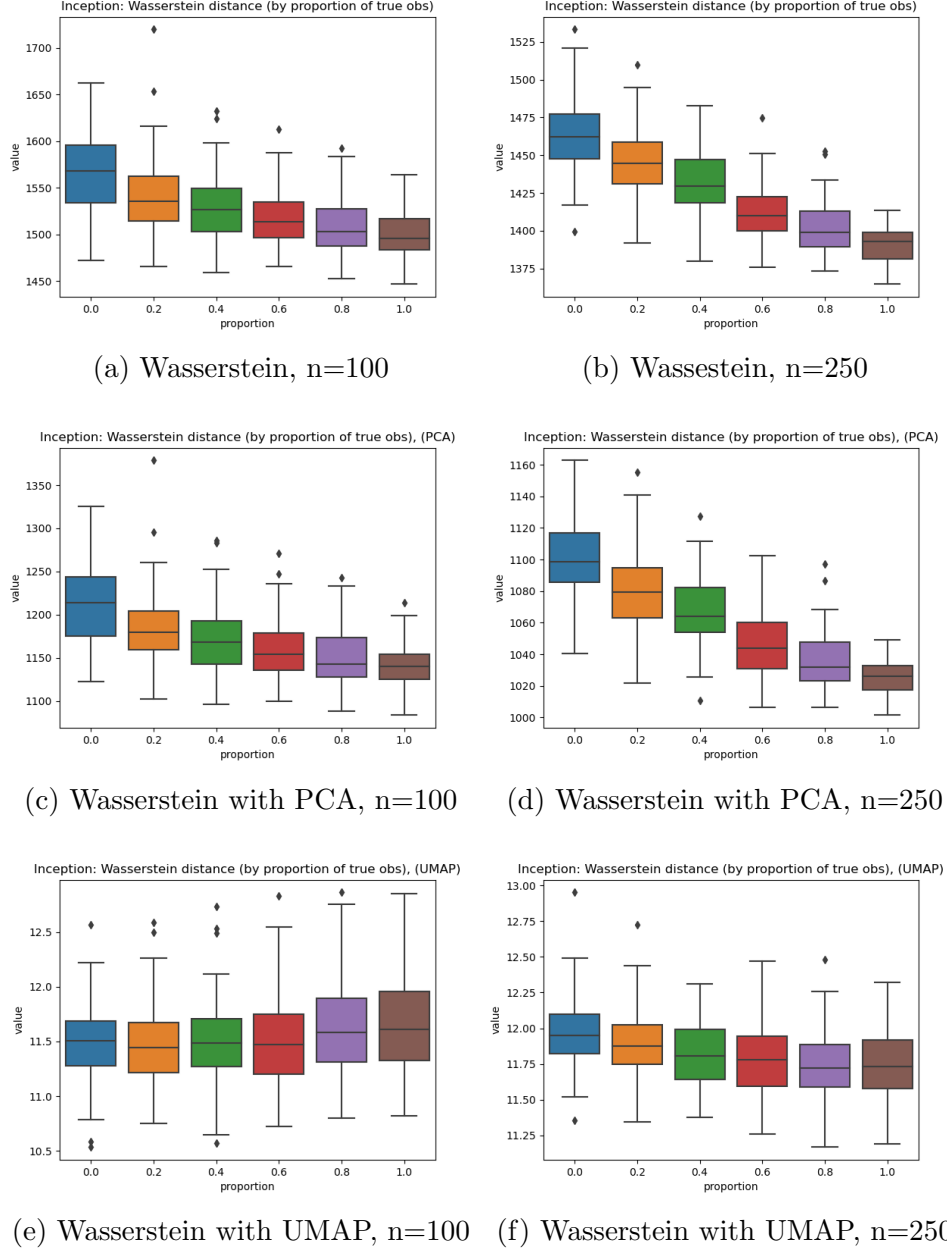 Inception: Wasserstein distance (by proportion of true obs)
value
1700
1650
1600
1550
1500
1450
0.0 0.2 0.4 0.6 0.8 1.0
proportion
(a) Wasserstein, n=100
Inception: Wasserstein distance (by proportion of true obs)
value
1525
1500
1475
1450
1425
1400
1375
0.0 0.2 0.4 0.6 0.8 1.0
proportion
(b) Wassestein, n=250
Inception: Wasserstein distance (by proportion of true obs), (PCA)
value
1350
1300
1250
1200
1150
1100
0.0 0.2 0.4 0.6 0.8 1.0
proportion
(c) Wasserstein with PCA, n=100
Inception: Wasserstein distance (by proportion of true obs), (PCA)
value
1160
1140
1120
1100
1080
1060
1040
1020
1000
0.0 0.2 0.4 0.6 0.8 1.0
proportion
(d) Wasserstein with PCA, n=250
Inception: Wasserstein distance (by proportion of true obs), (UMAP)
value
12.5
12.0
11.5
11.0
10.5
0.0 0.2 0.4 0.6 0.8 1.0
proportion
(e) Wasserstein with UMAP, n=100
Inception: Wasserstein distance (by proportion of true obs), (UMAP)
value
13.00
12.75
12.50
12.25
12.00
11.75
11.50
11.25
0.0 0.2 0.4 0.6 0.8 1.0
proportion
(f) Wasserstein with UMAP, n=250